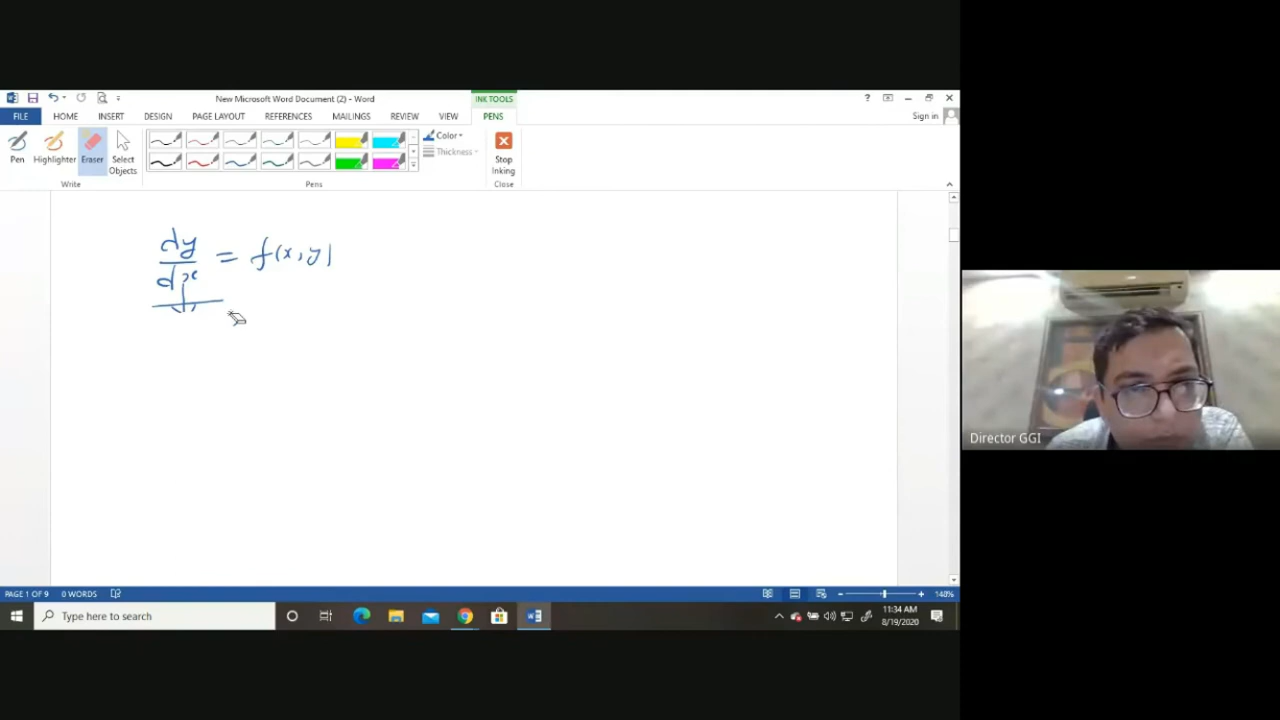 New Microsoft Word Document (2) - Word
INK TOOLS
?
Sign in
FILE HOME INSERT DESIGN PAGE LAYOUT REFERENCES MAILINGS REVIEW VIEW PENS
Pen Highlighter Eraser Select Objects
Color
Thickness
Stop Inking
Write Pens Close
dy/dx = f(x, y)
Director GGI
PAGE 1 OF 9 0 WORDS 148%
Type here to search
11:34 AM
8/19/2020